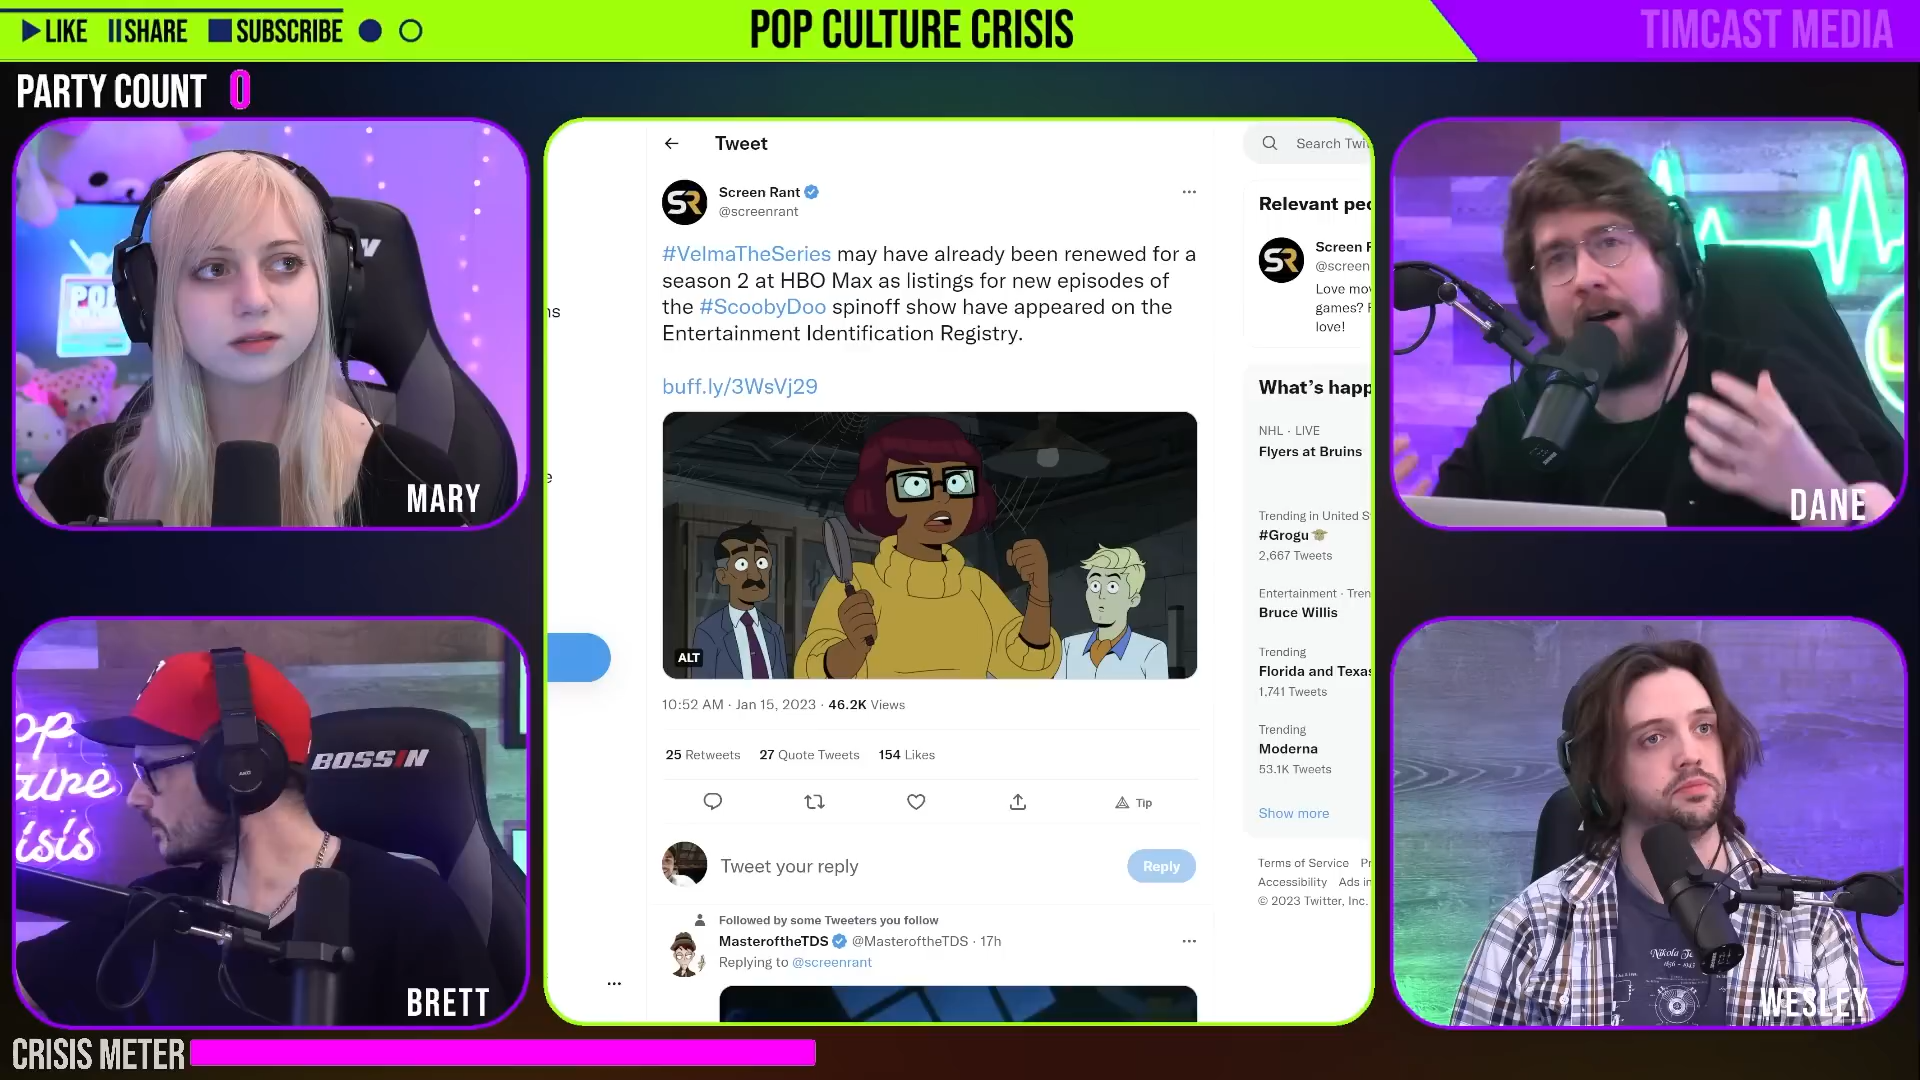 LIKE SHARE SUBSCRIBE
POP CULTURE CRISIS
TIMCAST MEDIA
PARTY COUNT 0
MARY
BRETT
BOSSIN
DANE
WESLEY
Nikola
Tweet
Screen Rant
@screenrant
#VelmaTheSeries may have already been renewed for a
season 2 at HBO Max as listings for new episodes of
the #ScoobyDoo spinoff show have appeared on the
Entertainment Identification Registry.
buff.ly/3WsVj29
ALT
10:52 AM · Jan 15, 2023 · 46.2K Views
25 Retweets 27 Quote Tweets 154 Likes
Tip
Tweet your reply
Reply
Followed by some Tweeters you follow
MasteroftheTDS @MasteroftheTDS · 17h
Replying to @screenrant
Search Twi
Relevant peo
Screen R
@screen
Love mov
games?
love!
What's happ
NHL · LIVE
Flyers at Bruins
Trending in United S
#Grogu
2,667 Tweets
Entertainment · Tren
Bruce Willis
Trending
Florida and Texas
1,741 Tweets
Trending
Moderna
53.1K Tweets
Show more
Terms of Service Pr
Accessibility Ads in
© 2023 Twitter, Inc.
CRISIS METER